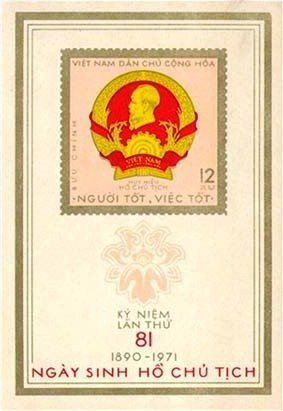 VIỆT NAM DÂN CHỦ CỘNG HÒA
BƯU CHÍNH
VIỆT-NAM
HUY HIỆU
HỒ CHỦ TỊCH
12
XU
•NGƯỜI TỐT, VIỆC TỐT•
KỶ NIỆM
LẦN THỨ
81
1890-1971
NGÀY SINH HỒ CHỦ TỊCH